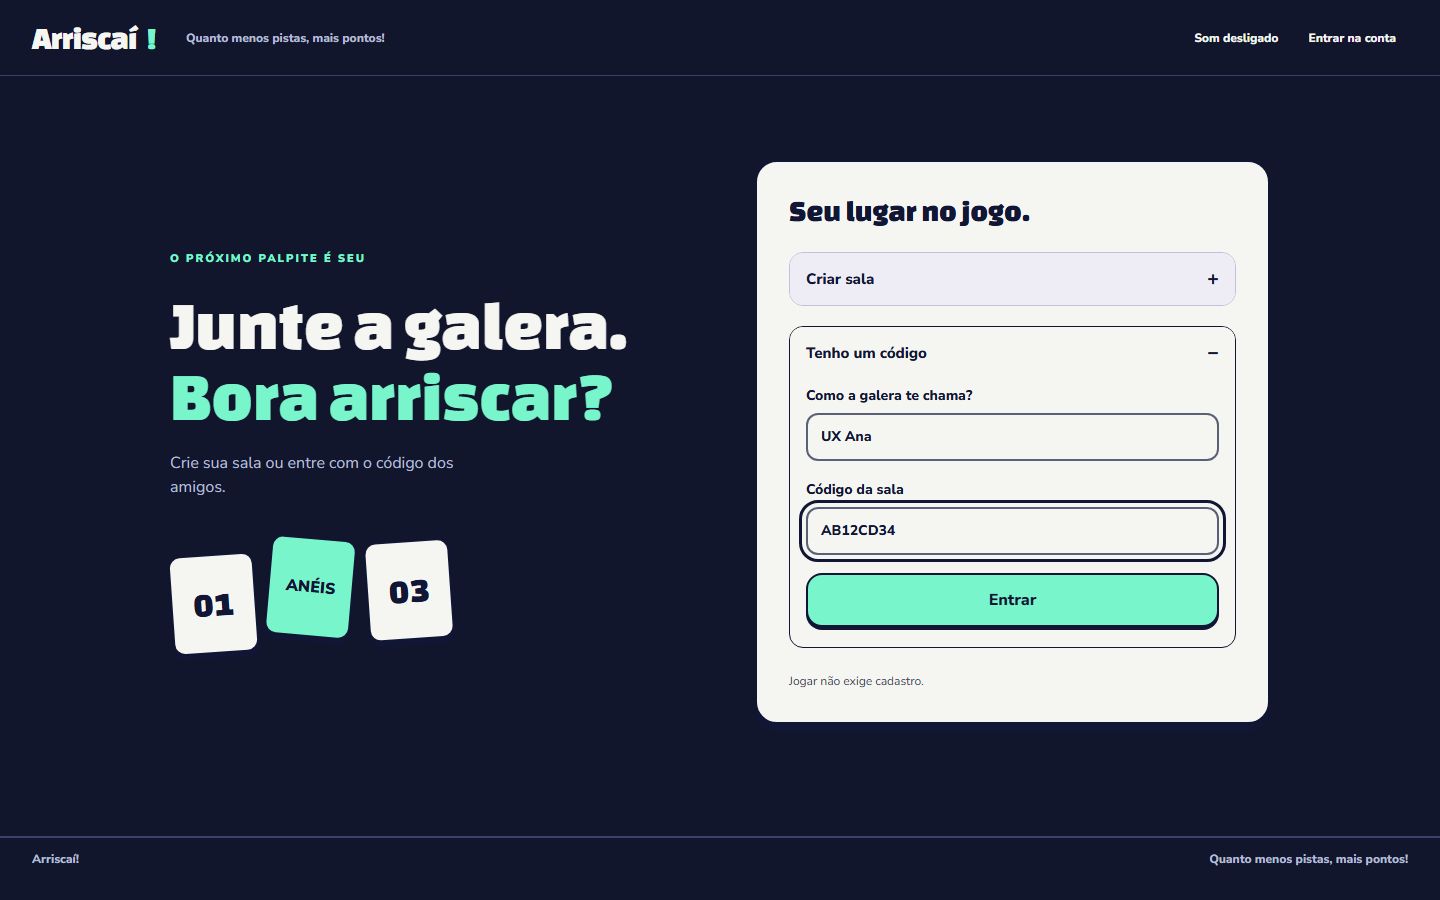 Arriscaí !
Quanto menos pistas, mais pontos!
Som desligado
Entrar na conta
O PRÓXIMO PALPITE É SEU
Junte a galera.
Bora arriscar?
Crie sua sala ou entre com o código dos
amigos.
01
ANÉIS
03
Seu lugar no jogo.
Criar sala +
Tenho um código −
Como a galera te chama?
UX Ana
Código da sala
AB12CD34
Entrar
Jogar não exige cadastro.
Arriscaí!
Quanto menos pistas, mais pontos!